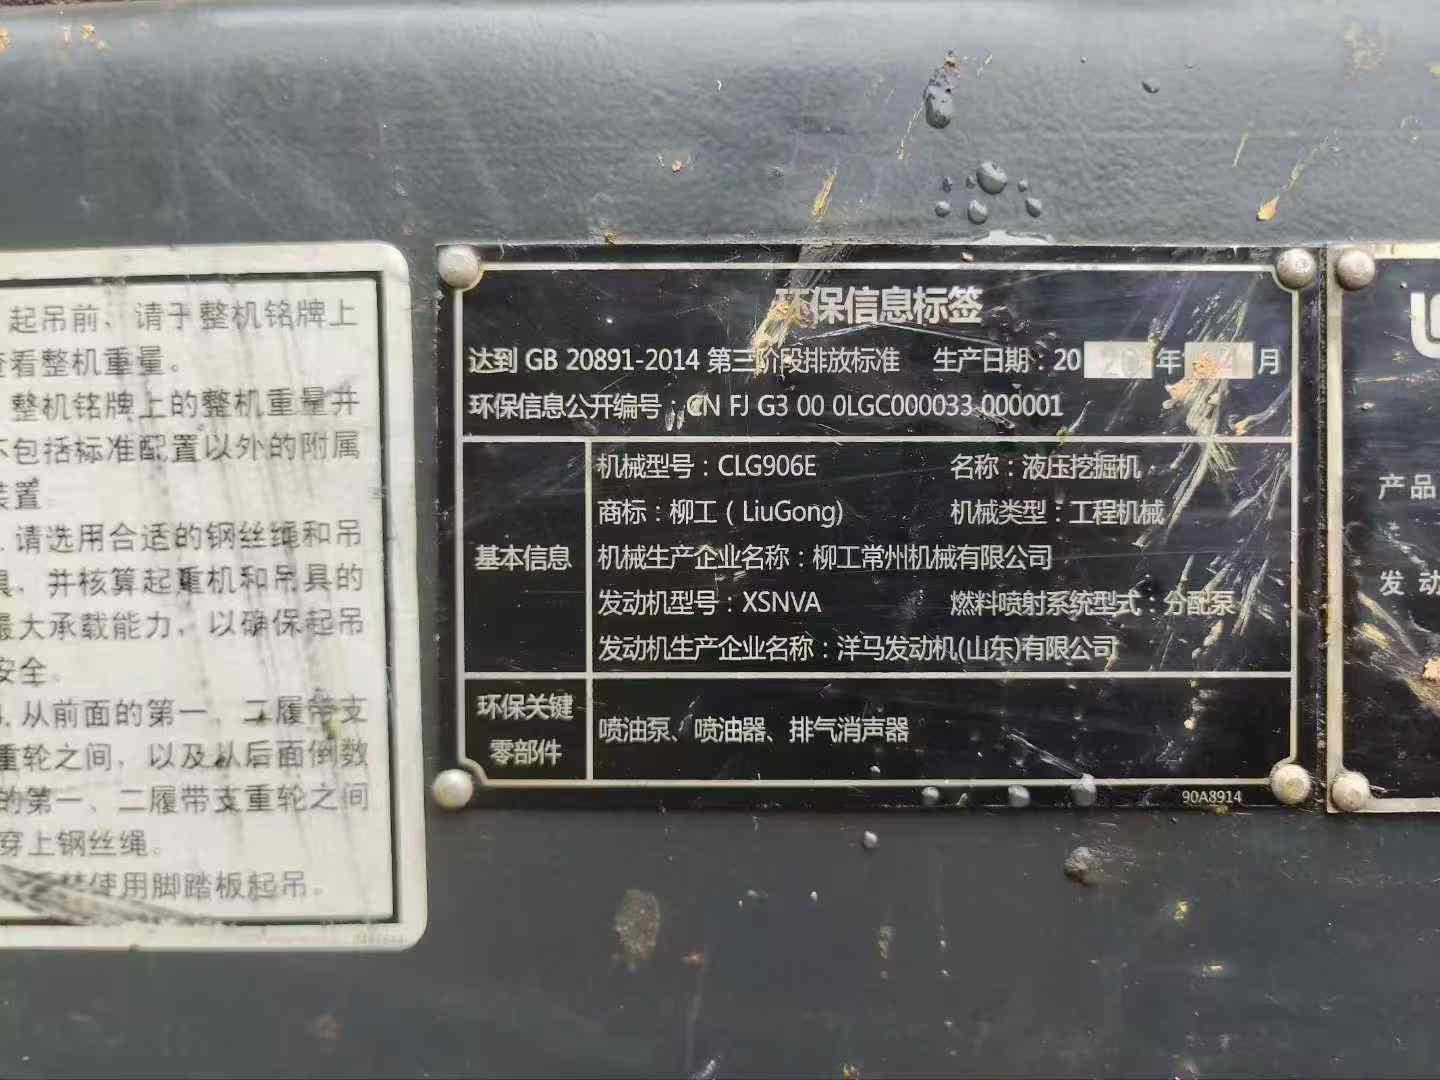 起吊前、请于整机铭牌上
查看整机重量。
整机铭牌上的整机重量并
不包括标准配置以外的附属
装置
请选用合适的钢丝绳和吊
具，并核算起重机和吊具的
最大承载能力，以确保起吊
安全。
从前面的第一、二履带支
重轮之间，以及从后面倒数
的第一、二履带支重轮之间
穿上钢丝绳。
使用脚踏板起吊。
环保信息标签
达到 GB 20891-2014 第三阶段排放标准 生产日期：20 年 月
环保信息公开编号：CN FJ G3 00 0LGC000033 000001
基本信息
机械型号：CLG906E 名称：液压挖掘机
商标：柳工（LiuGong) 机械类型：工程机械
机械生产企业名称：柳工常州机械有限公司
发动机型号：XSNVA 燃料喷射系统型式：分配泵
发动机生产企业名称：洋马发动机(山东)有限公司
环保关键
零部件
喷油泵、喷油器、排气消声器
90A8914
产品
发动